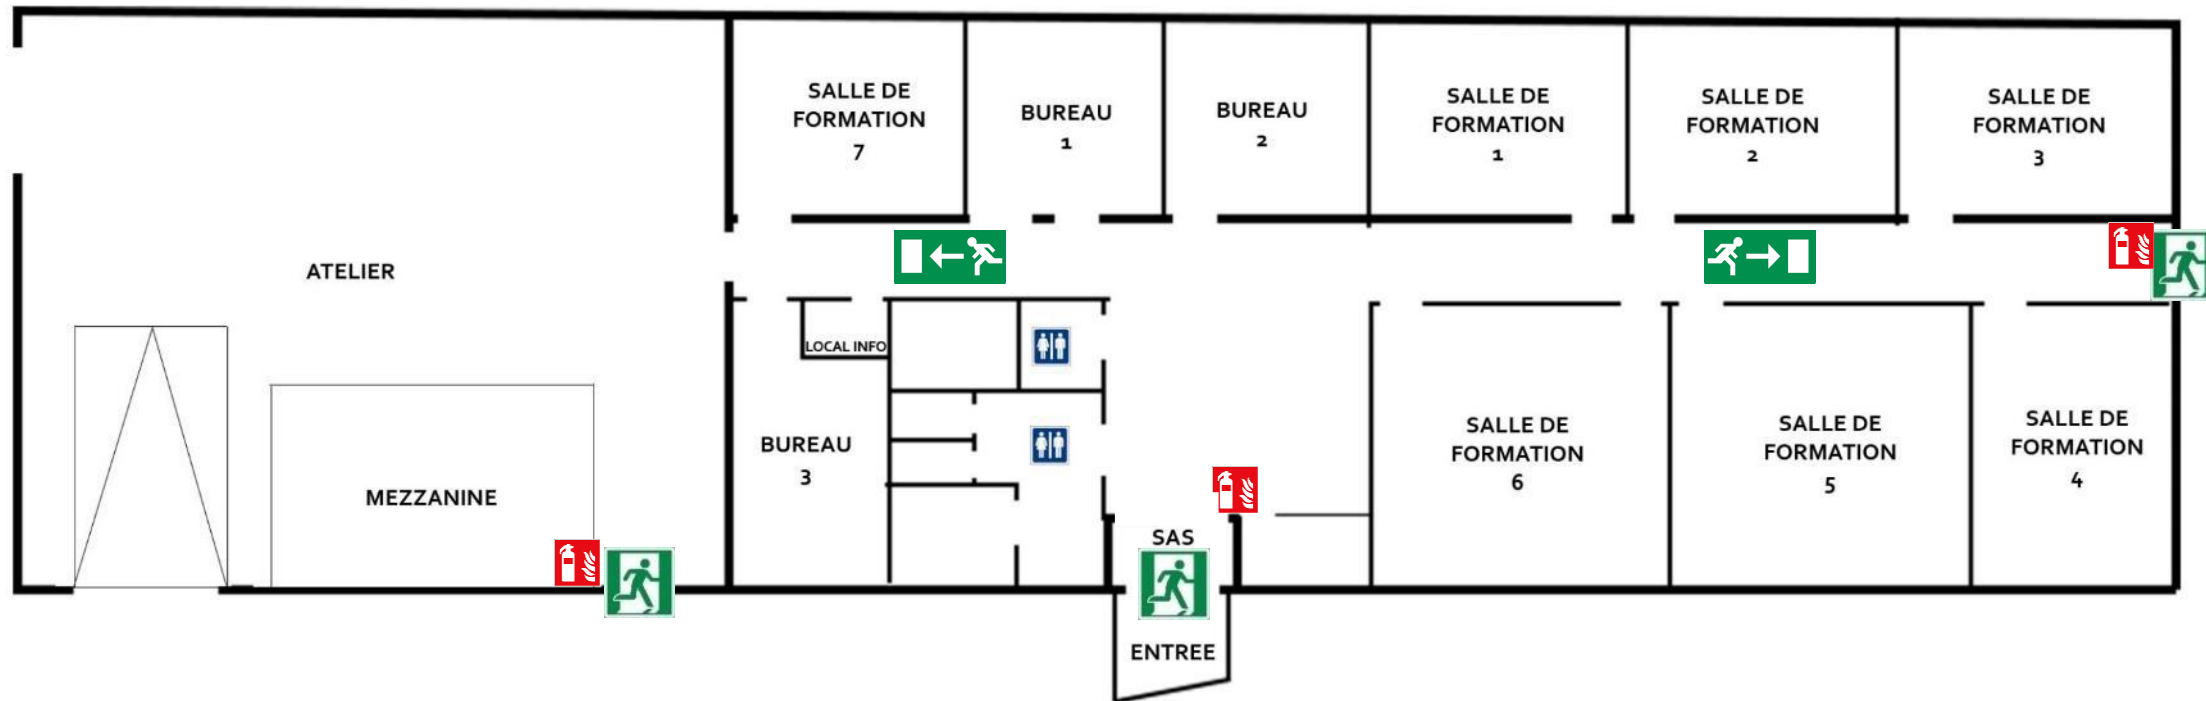 SALLE DE
FORMATION
7
BUREAU
1
BUREAU
2
SALLE DE
FORMATION
1
SALLE DE
FORMATION
2
SALLE DE
FORMATION
3
ATELIER
LOCAL INFO
BUREAU
3
MEZZANINE
SALLE DE
FORMATION
6
SALLE DE
FORMATION
5
SALLE DE
FORMATION
4
SAS
ENTREE